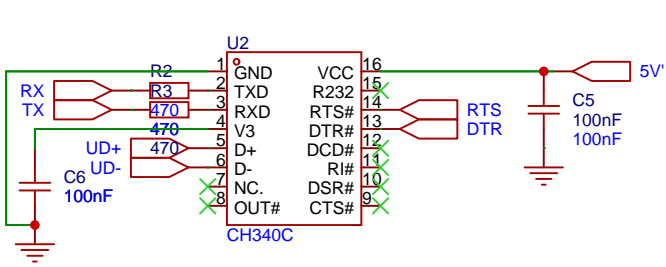 U2
1 GND VCC 16 5V'
R2
RX 2 TXD R232 15
R3
TX 3 RXD RTS# 14 RTS
470
470 4 V3 DTR# 13 DTR
UD+ 470 5 D+ DCD# 12
UD- 6 D- RI# 11
7 NC. DSR# 10
8 OUT# CTS# 9
CH340C
C5
100nF
100nF
C6
100nF